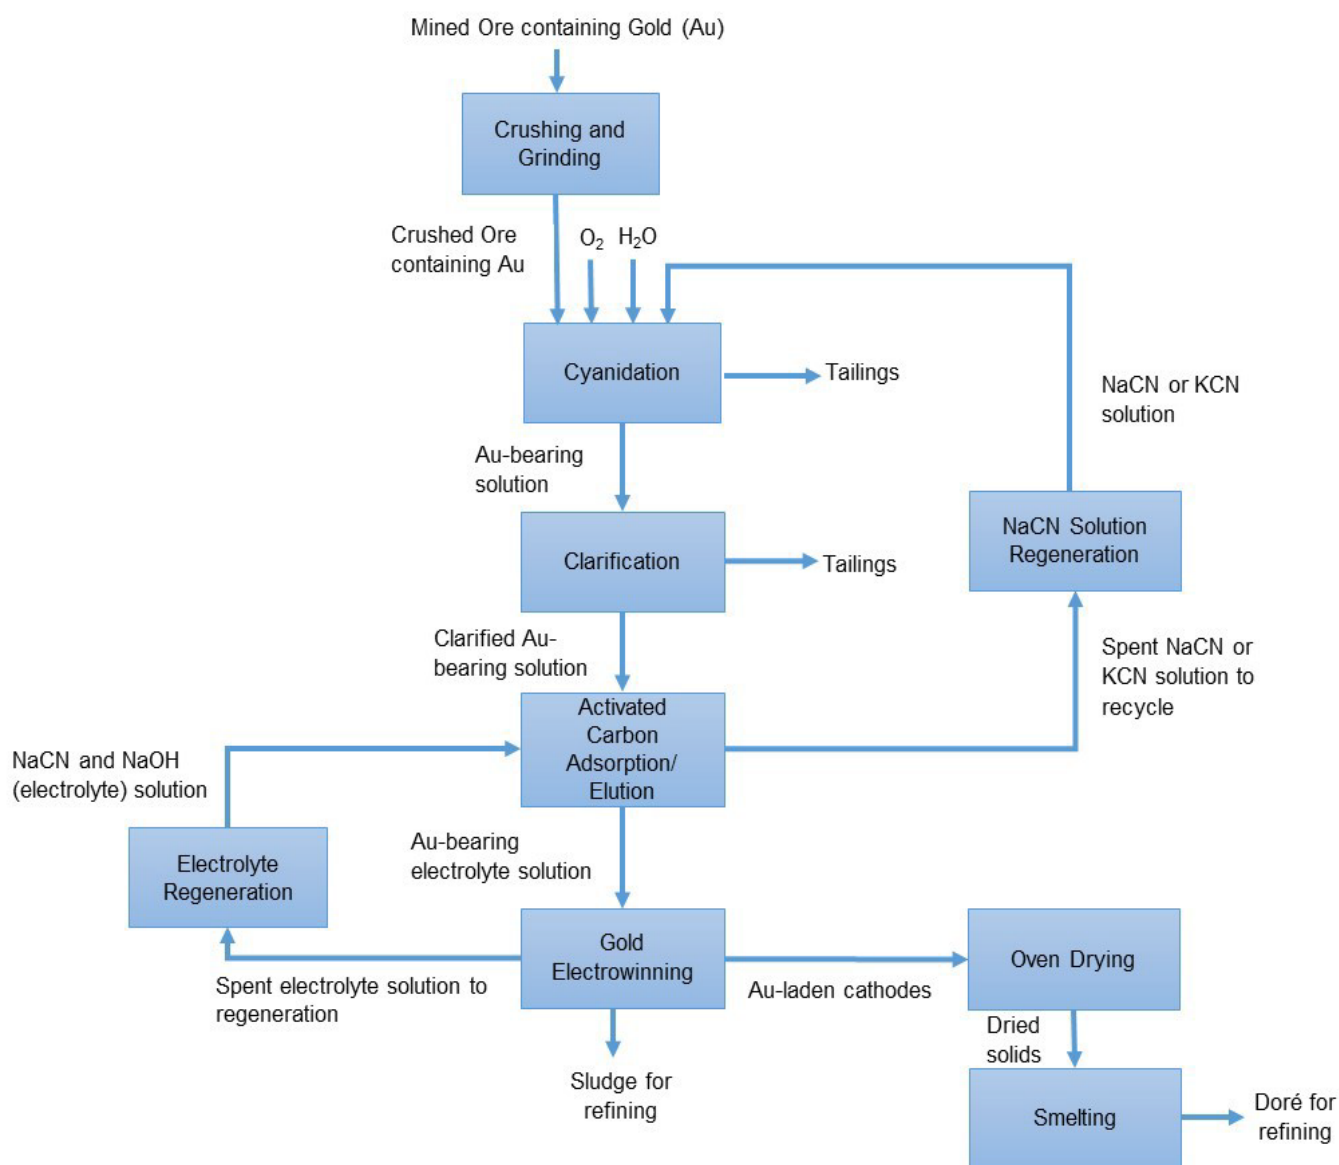 Mined Ore containing Gold (Au)
Crushing and
Grinding
Crushed Ore
containing Au
O₂
H₂O
Cyanidation
Tailings
NaCN or KCN
solution
Au-bearing
solution
NaCN Solution
Regeneration
Clarification
Tailings
Clarified Au-
bearing solution
Spent NaCN or
KCN solution to
recycle
Activated
Carbon
Adsorption/
Elution
NaCN and NaOH
(electrolyte) solution
Au-bearing
electrolyte solution
Electrolyte
Regeneration
Gold
Electrowinning
Oven Drying
Spent electrolyte solution to
regeneration
Au-laden cathodes
Dried
solids
Sludge for
refining
Smelting
Doré for
refining